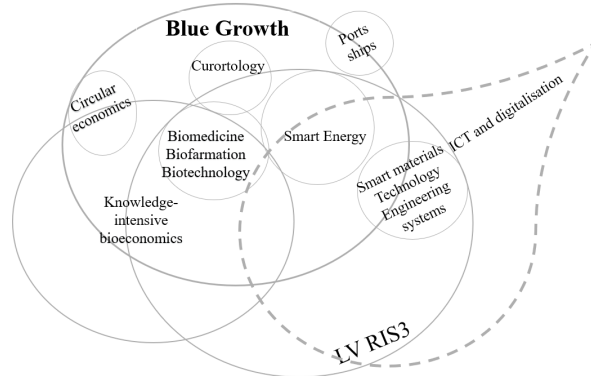 Blue Growth
Ports
ships
Curortology
Circular
economics
Biomedicine
Biofarmation
Biotechnology
Smart Energy
ICT and digitalisation
Smart materials
Technology
Engineering
systems
Knowledge-
intensive
bioeconomics
LV RIS3